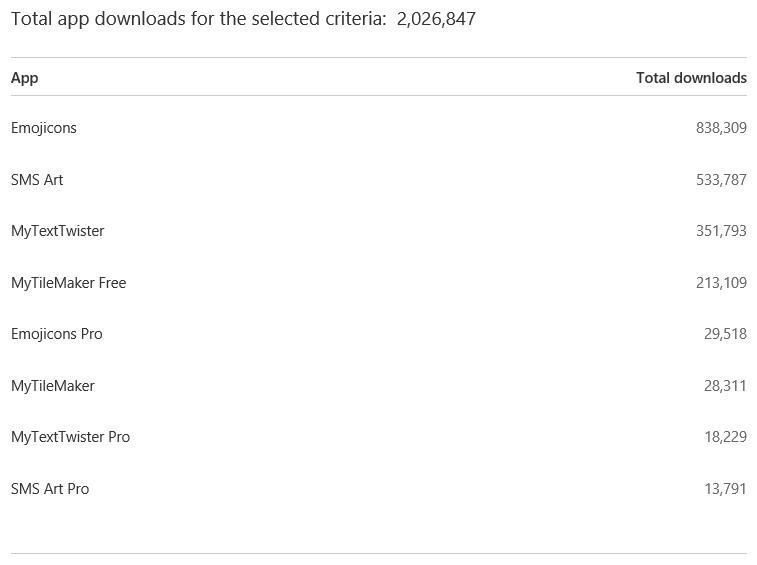 Total app downloads for the selected criteria: 2,026,847
App Total downloads
Emojicons 838,309
SMS Art 533,787
MyTextTwister 351,793
MyTileMaker Free 213,109
Emojicons Pro 29,518
MyTileMaker 28,311
MyTextTwister Pro 18,229
SMS Art Pro 13,791